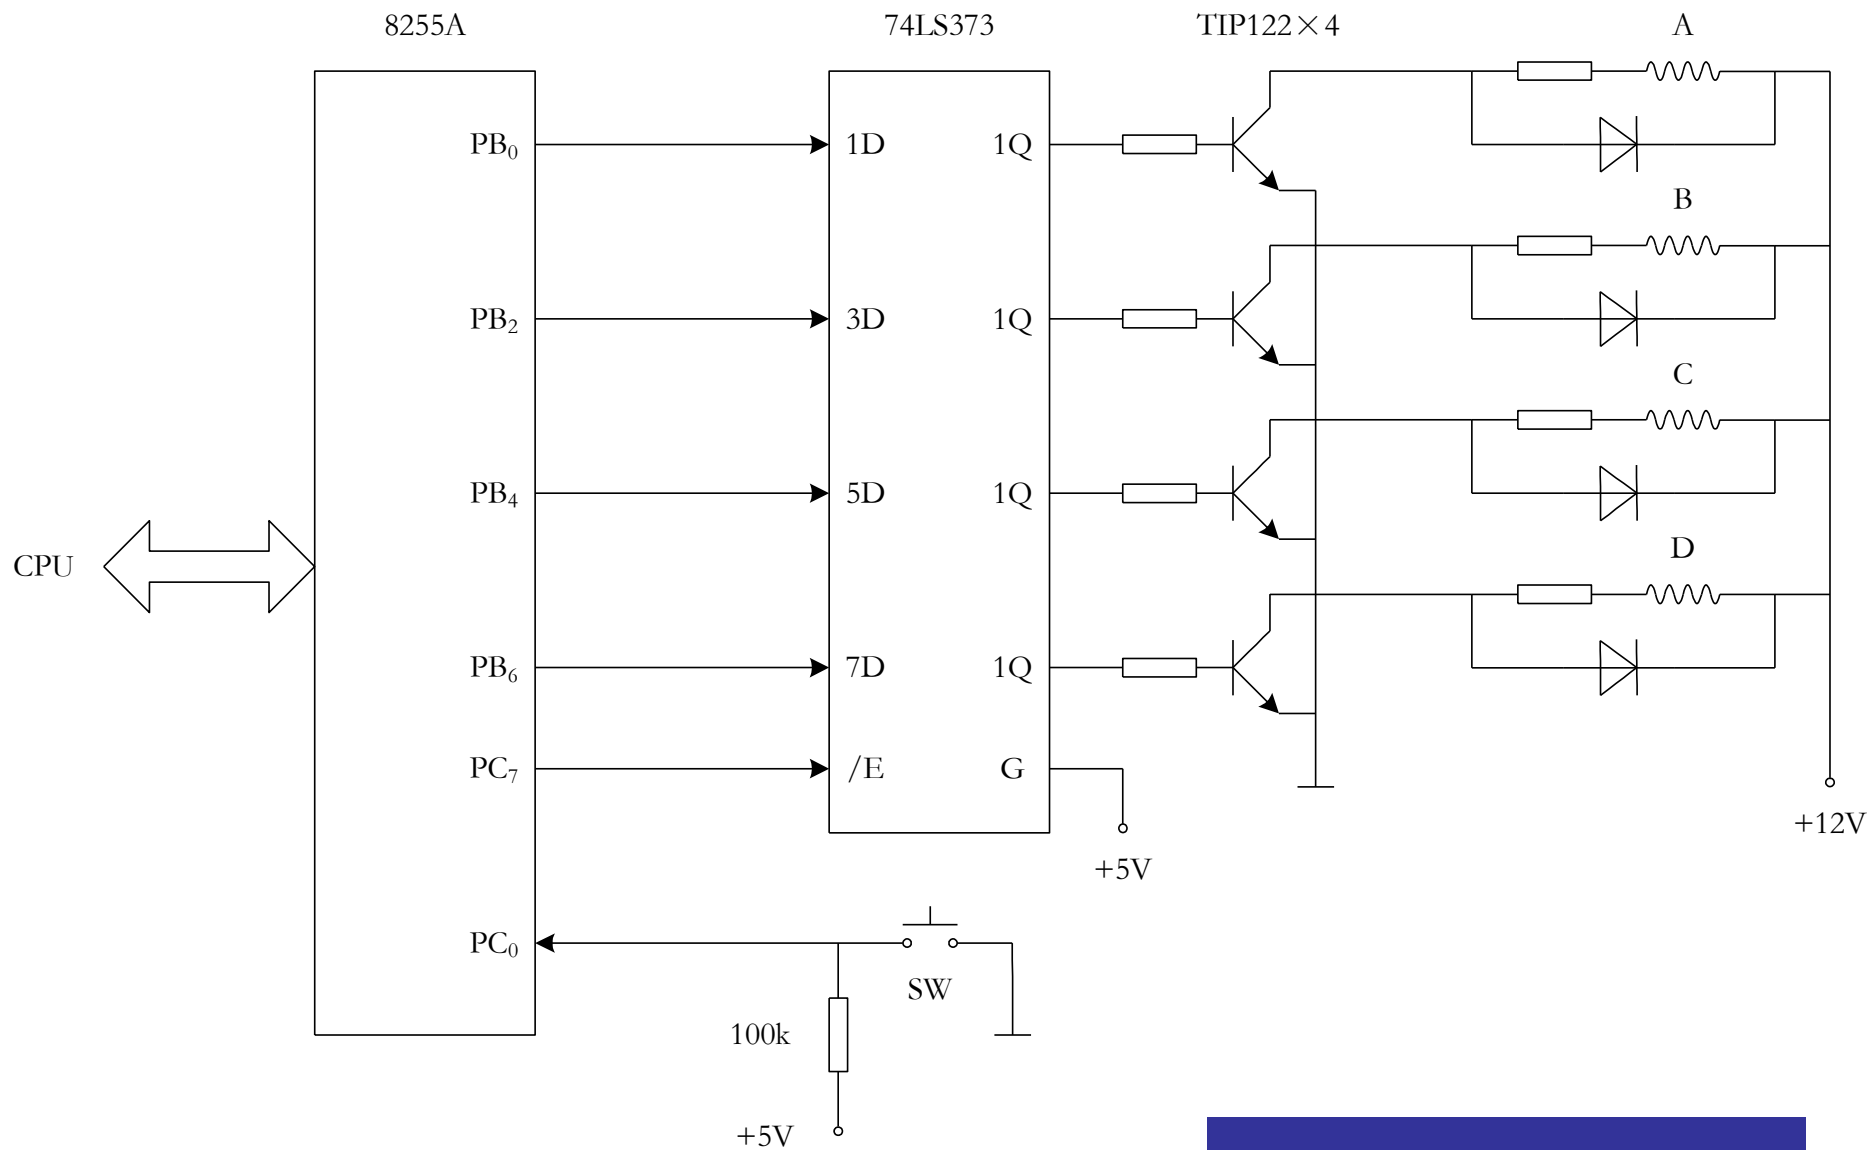 8255A
74LS373
TIP122×4
A
PB₀
1D
1Q
B
PB₂
3D
1Q
C
PB₄
5D
1Q
D
CPU
PB₆
7D
1Q
PC₇
/E
G
+12V
+5V
PC₀
SW
100k
+5V